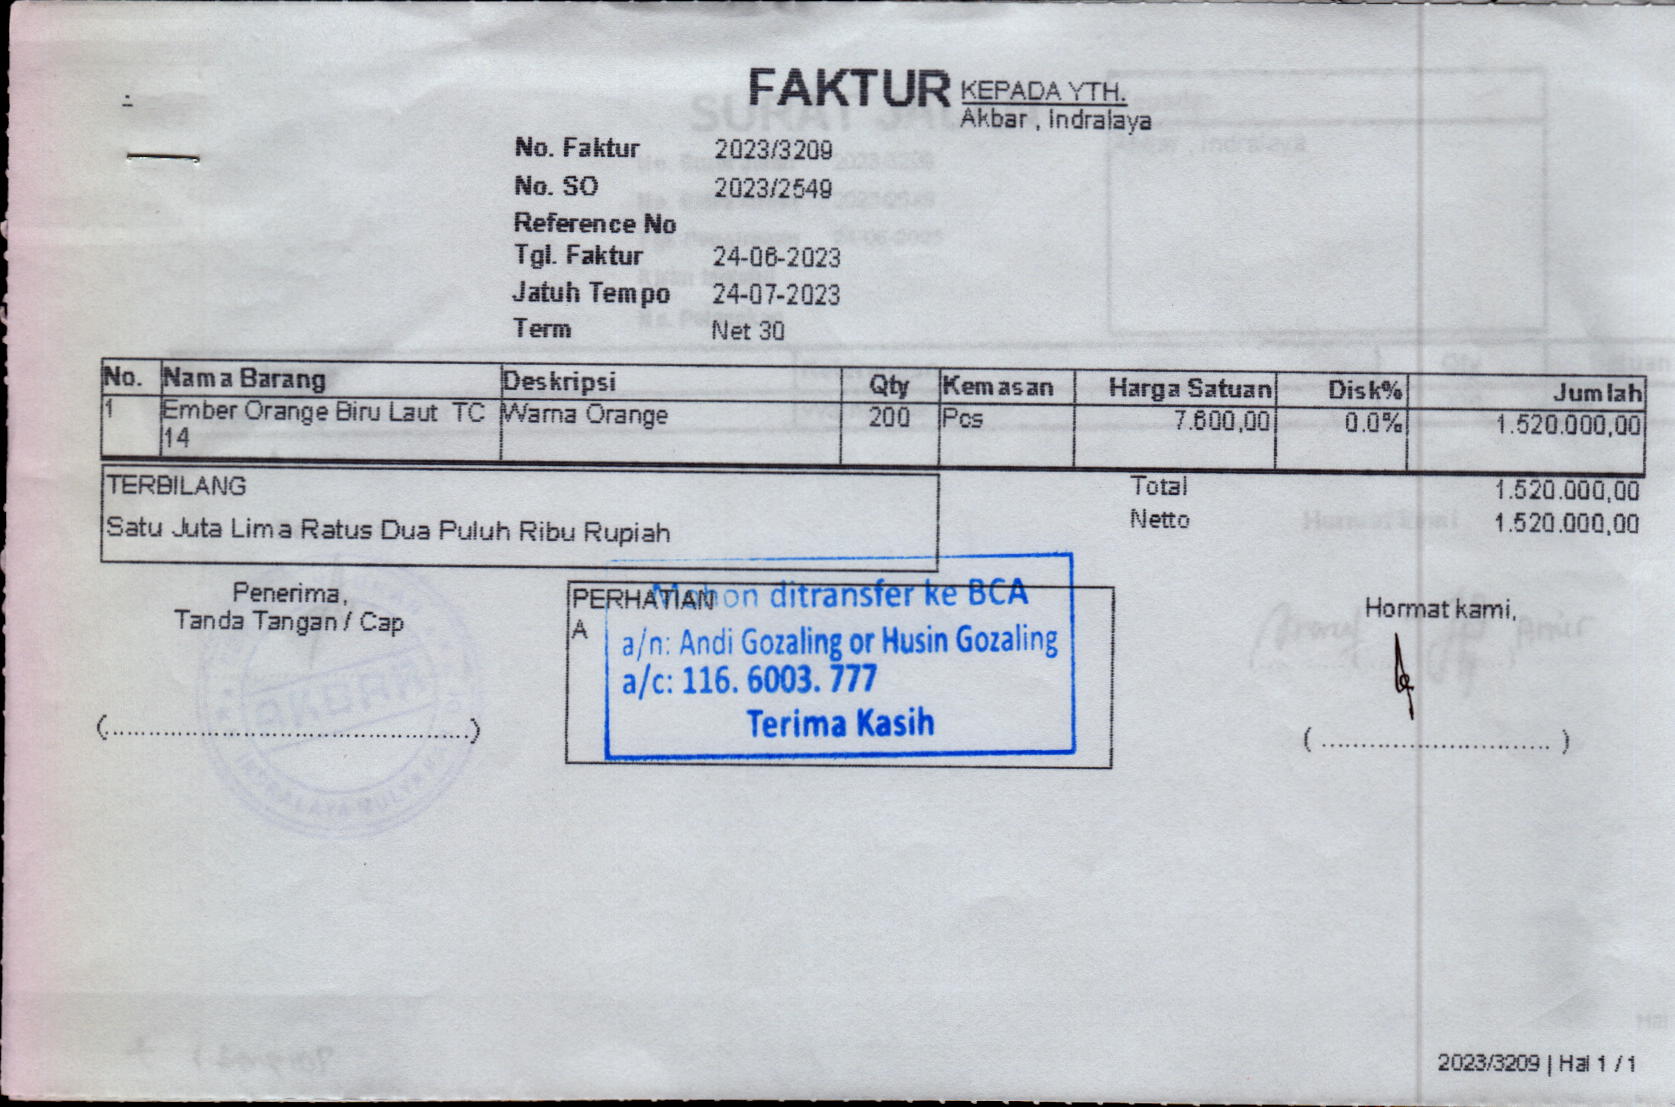 FAKTUR
KEPADA YTH.
Akbar , Indralaya
No. Faktur 2023/3209
No. SO 2023/2549
Reference No
Tgl. Faktur 24-06-2023
Jatuh Tempo 24-07-2023
Term Net 30
No. Nama Barang Deskripsi Qty Kemasan Harga Satuan Disk% Jumlah
1 Ember Orange Biru Laut TC Warna Orange 200 Pcs 7.600,00 0.0% 1.520.000,00
14
TERBILANG
Satu Juta Lima Ratus Dua Puluh Ribu Rupiah
Total 1.520.000,00
Netto 1.520.000,00
Penerima,
Tanda Tangan / Cap
(..............................................)
PERHATIAN
A
Mohon ditransfer ke BCA
a/n: Andi Gozaling or Husin Gozaling
a/c: 116. 6003. 777
Terima Kasih
Hormat kami,
( .............................. )
2023/3209 | Hal 1 / 1